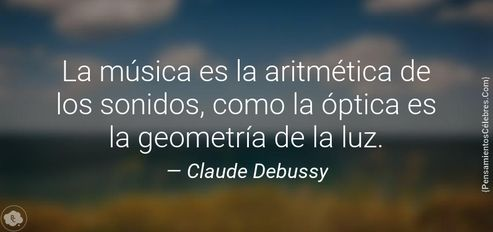 La música es la aritmética de
los sonidos, como la óptica es
la geometría de la luz.
— Claude Debussy
{PensamientosCélebres.Com}